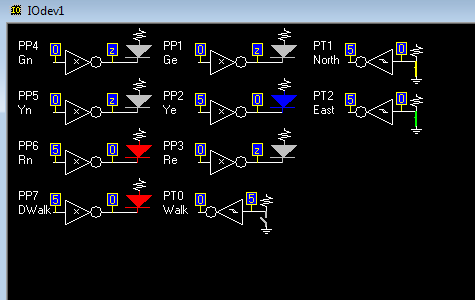 IO IOdev1
PP4 0 z PP1 0 z PT1 5 0
Gn Ge North
PP5 0 z PP2 5 0 PT2 5 0
Yn Ye East
PP6 5 0 PP3 0 z
Rn Re
PP7 5 0 PT0 0 5
DWalk Walk